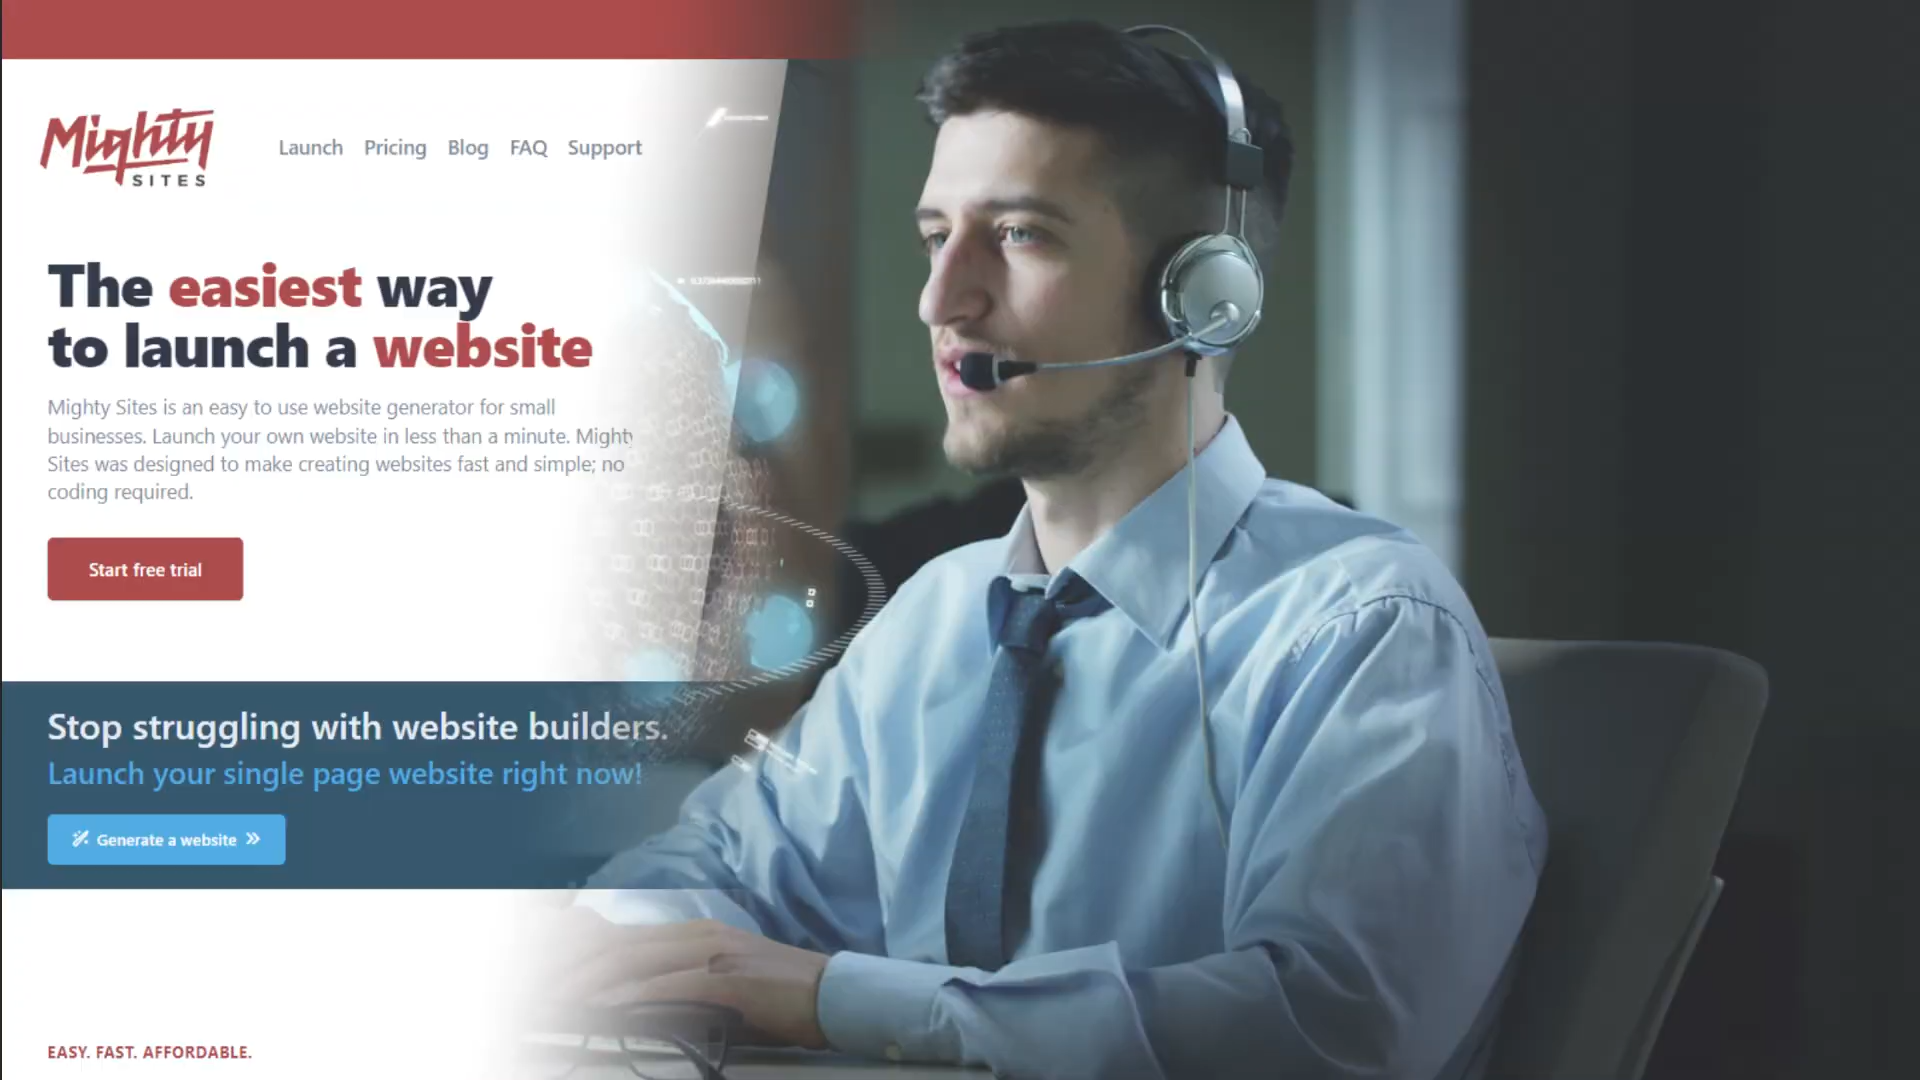 Mighty
SITES
Launch Pricing Blog FAQ Support
The easiest way
to launch a website
Mighty Sites is an easy to use website generator for small
businesses. Launch your own website in less than a minute. Mighty
Sites was designed to make creating websites fast and simple; no
coding required.
Start free trial
Stop struggling with website builders.
Launch your single page website right now!
Generate a website
EASY. FAST. AFFORDABLE.